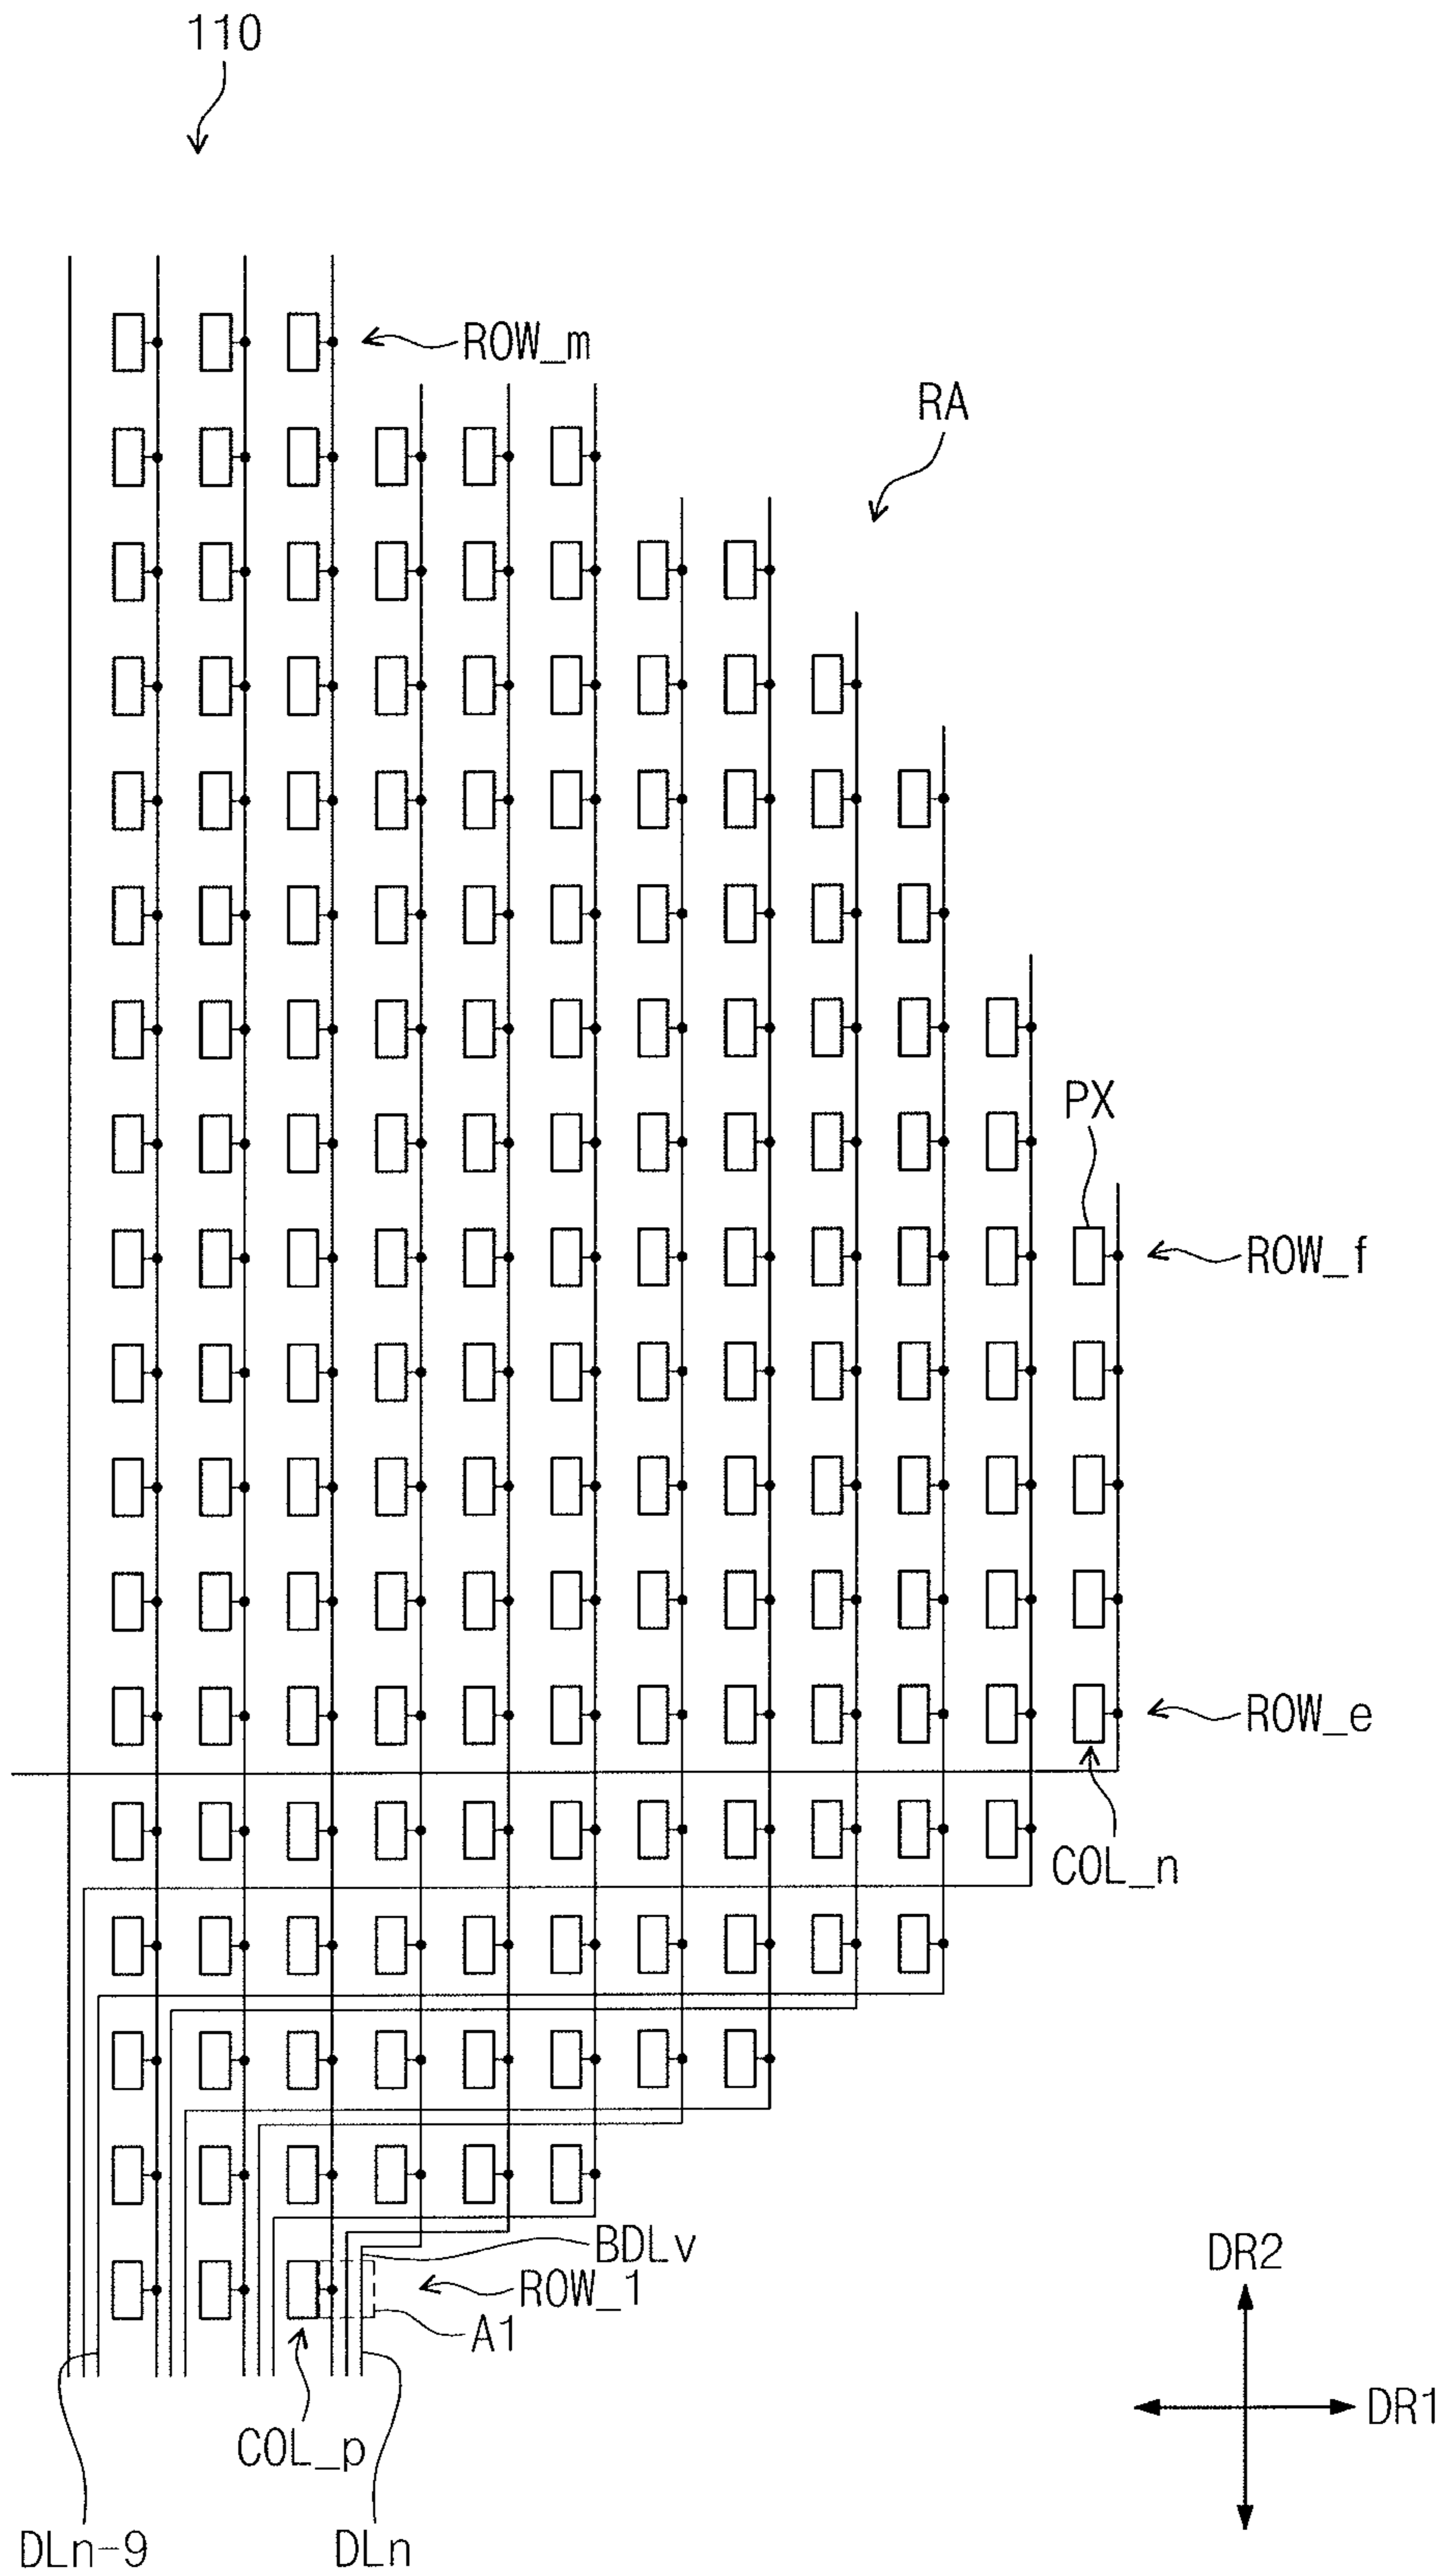 110
ROW_m
RA
PX
ROW_f
ROW_e
COL_n
BDLv
ROW_1
A1
DR2
DR1
COL_p
DLn-9
DLn